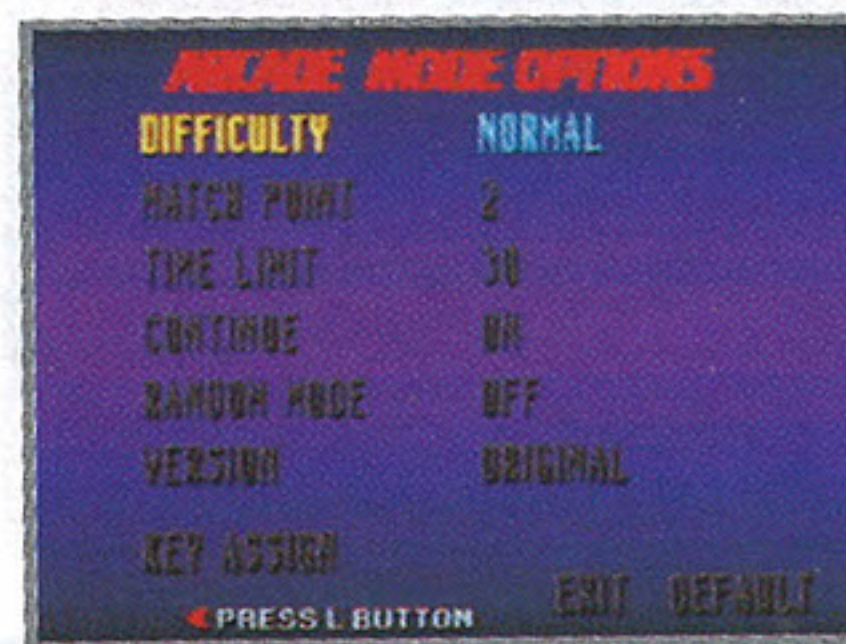 ARCADE MODE OPTIONS
DIFFICULTY NORMAL
MATCH POINT 2
TIME LIMIT 30
CONTINUE ON
RANDOM MODE OFF
VERSION ORIGINAL
KEY ASSIGN
EXIT DEFAULT
PRESS L BUTTON